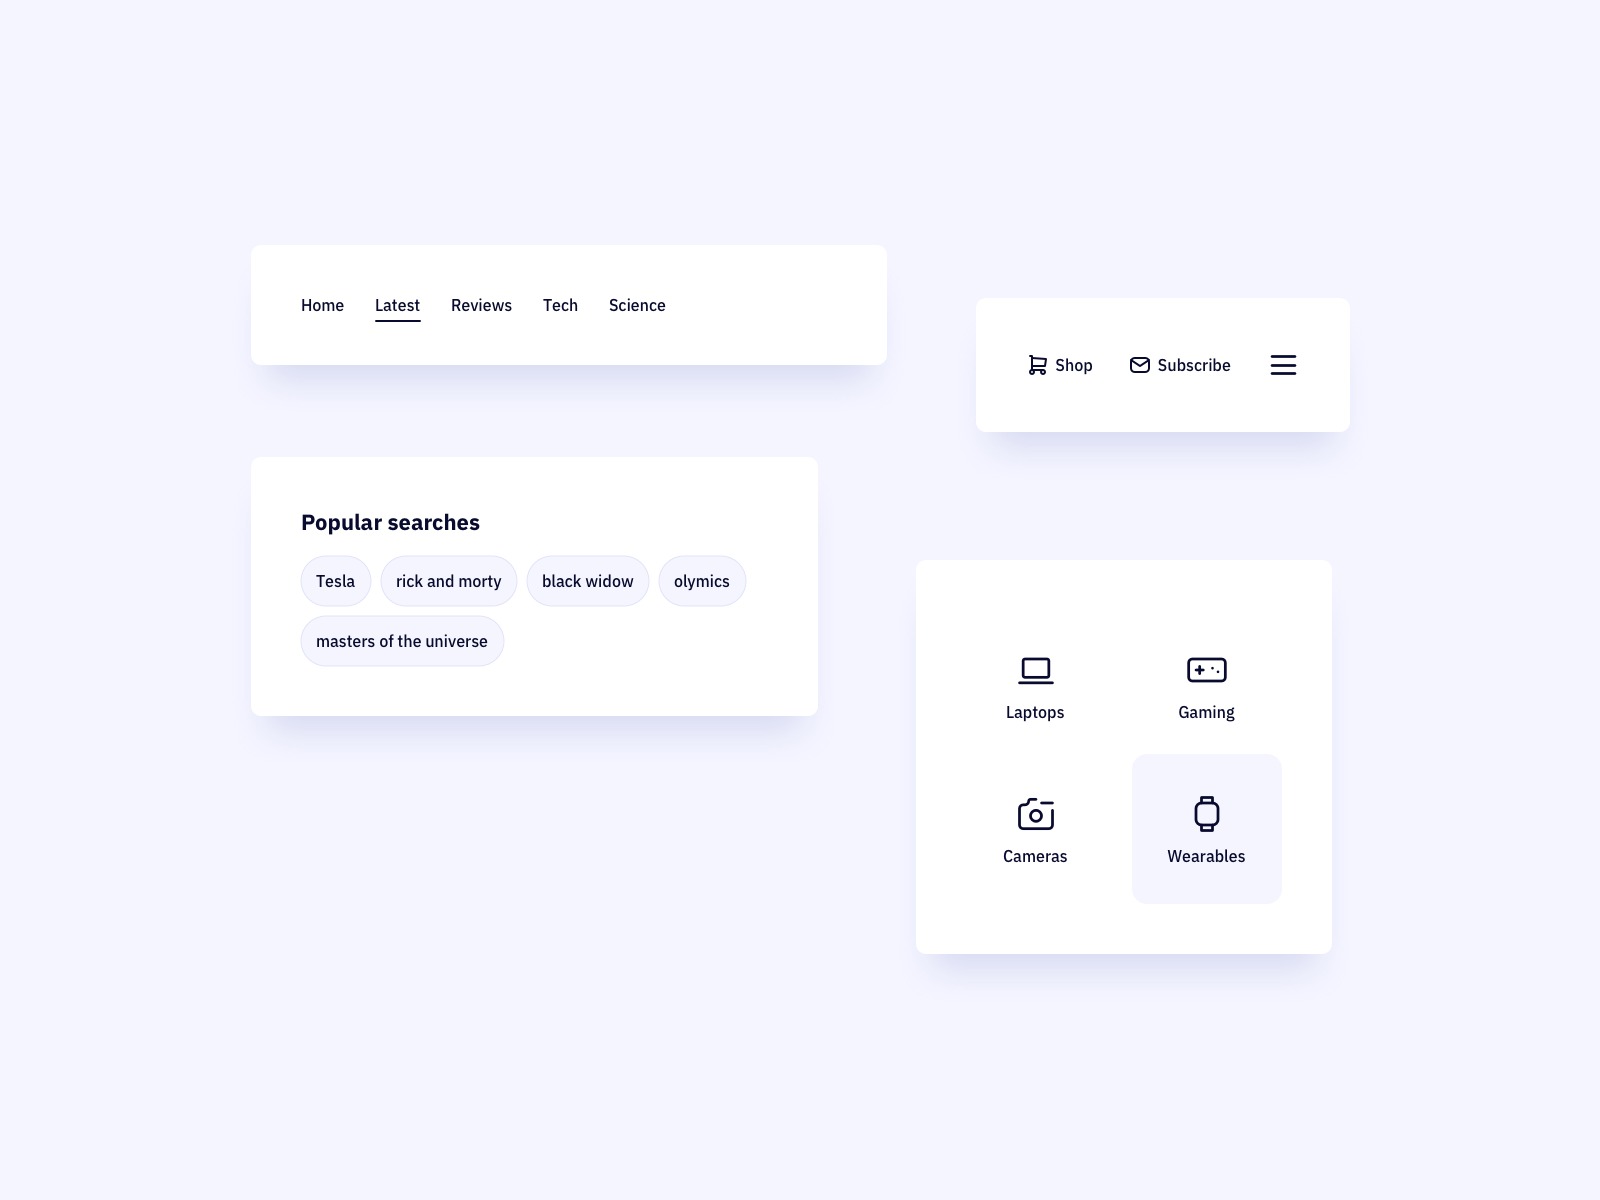 Home Latest Reviews Tech Science
Shop Subscribe
Popular searches
Tesla rick and morty black widow olymics
masters of the universe
Laptops Gaming
Cameras Wearables